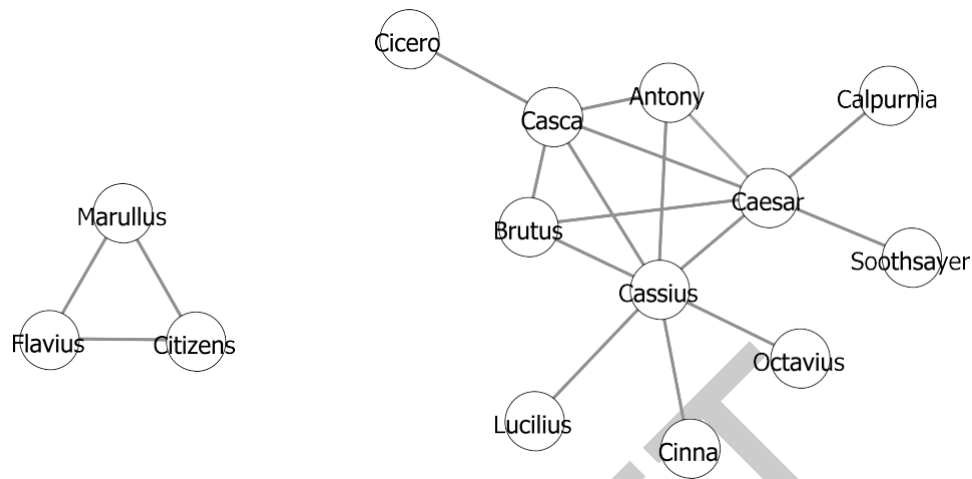 Cicero
Antony
Calpurnia
Casca
Caesar
Marullus
Brutus
Soothsayer
Cassius
Flavius
Citizens
Octavius
Lucilius
Cinna